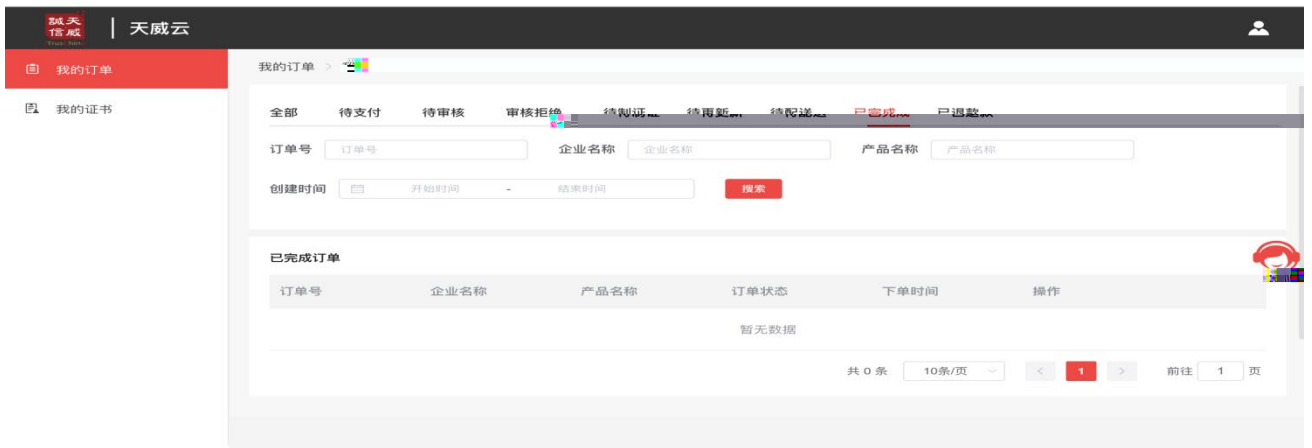 誠天
信威
天威云
我的订单
我的证书
我的订单 >
全部 待支付 待审核 审核拒绝 待制证 待更新 待配送 已完成 已退款
订单号 订单号 企业名称 企业名称 产品名称 产品名称
创建时间 开始时间 - 结束时间 搜索
已完成订单
订单号 企业名称 产品名称 订单状态 下单时间 操作
暂无数据
共 0 条 10条/页 < 1 > 前往 1 页